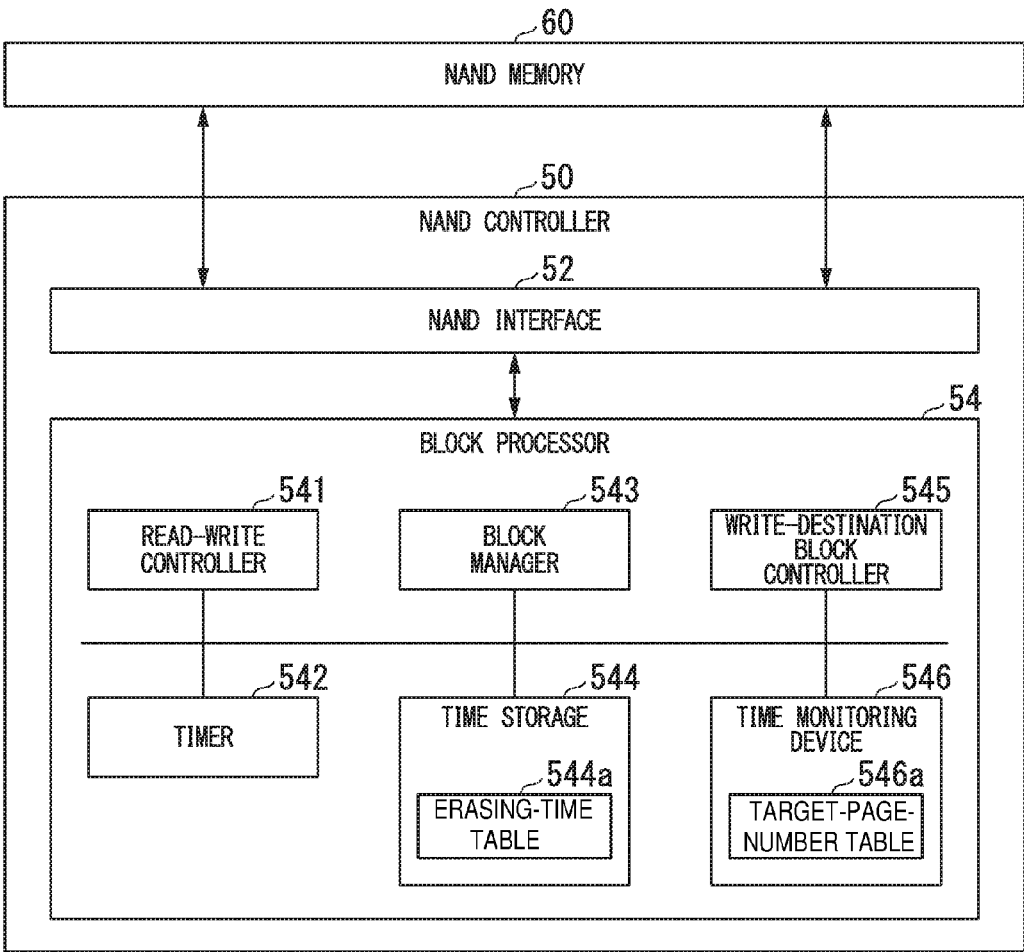 60
NAND MEMORY
50
NAND CONTROLLER
52
NAND INTERFACE
54
BLOCK PROCESSOR
541
READ-WRITE
CONTROLLER
543
BLOCK
MANAGER
545
WRITE-DESTINATION
BLOCK
CONTROLLER
542
TIMER
544
TIME STORAGE
544a
ERASING-TIME
TABLE
546
TIME MONITORING
DEVICE
546a
TARGET-PAGE-
NUMBER TABLE